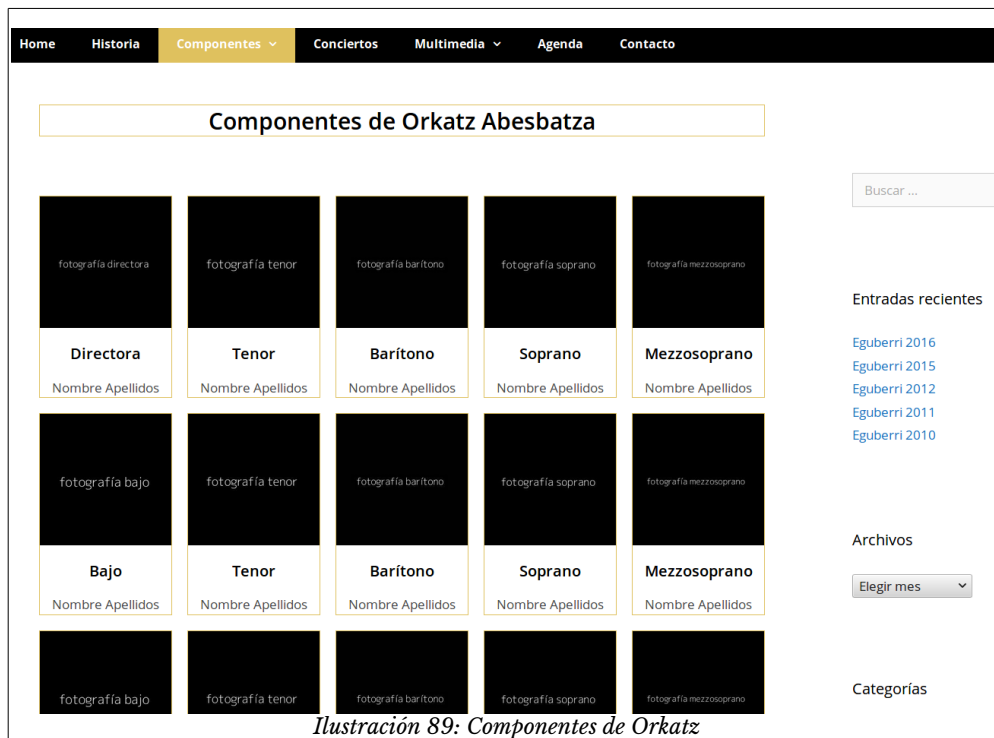 Home Historia Componentes Conciertos Multimedia Agenda Contacto
Componentes de Orkatz Abesbatza
fotografía directora fotografía tenor fotografía barítono fotografía soprano fotografía mezzosoprano
Directora Tenor Barítono Soprano Mezzosoprano
Nombre Apellidos Nombre Apellidos Nombre Apellidos Nombre Apellidos Nombre Apellidos
fotografía bajo fotografía tenor fotografía barítono fotografía soprano fotografía mezzosoprano
Bajo Tenor Barítono Soprano Mezzosoprano
Nombre Apellidos Nombre Apellidos Nombre Apellidos Nombre Apellidos Nombre Apellidos
fotografía bajo fotografía tenor fotografía barítono fotografía soprano fotografía mezzosoprano
Buscar ...
Entradas recientes
Eguberri 2016
Eguberri 2015
Eguberri 2012
Eguberri 2011
Eguberri 2010
Archivos
Elegir mes
Categorías
Ilustración 89: Componentes de Orkatz